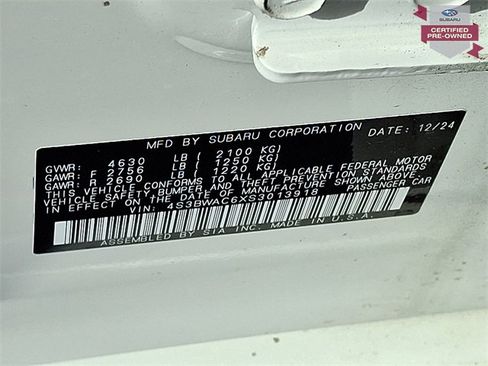 SUBARU
CERTIFIED
PRE-OWNED
MFD BY SUBARU CORPORATION DATE: 12/24
GVWR: 4630 LB ( 2100 KG)
GAWR: F 2756 LB ( 1250 KG)
GAWR: R 2690 LB ( 1220 KG)
THIS VEHICLE CONFORMS TO ALL APPLICABLE FEDERAL MOTOR
VEHICLE SAFETY, BUMPER, AND THEFT PREVENTION STANDARDS
IN EFFECT ON THE DATE OF MANUFACTURE SHOWN ABOVE.
VIN: 4S3BWAC6XS3013918 PASSENGER CAR
ASSEMBLED BY SIA INC. MADE IN U.S.A.